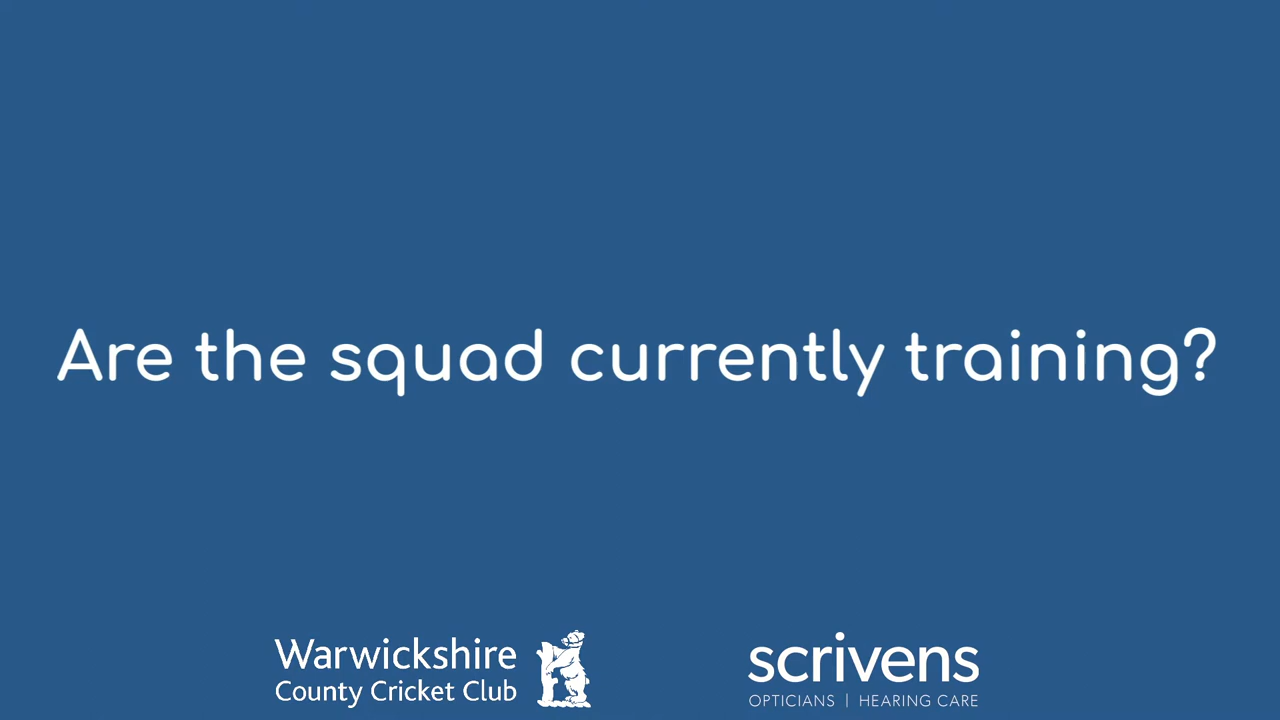 Are the squad currently training?
Warwickshire
County Cricket Club
scrivens
OPTICIANS | HEARING CARE